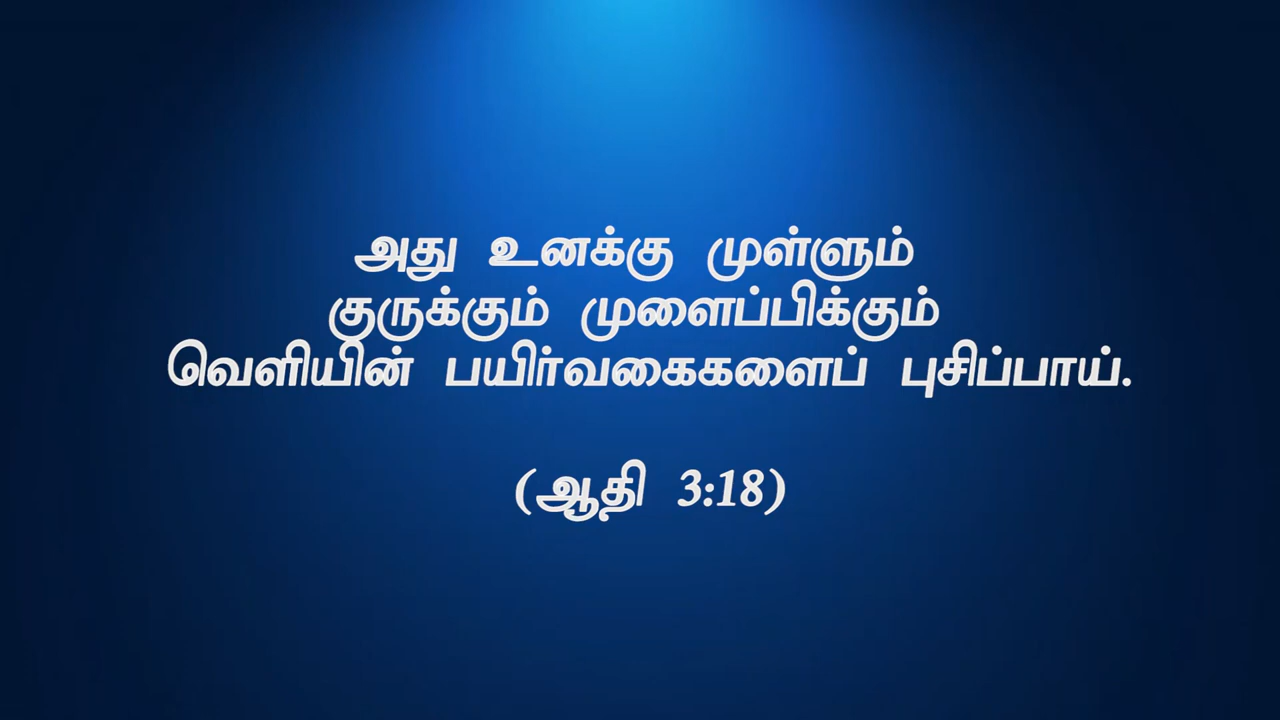 அது உனக்கு முள்ளும்
குருக்கும் முளைப்பிக்கும்
வெளியின் பயிர்வகைகளைப் புசிப்பாய்.
(ஆதி 3:18)